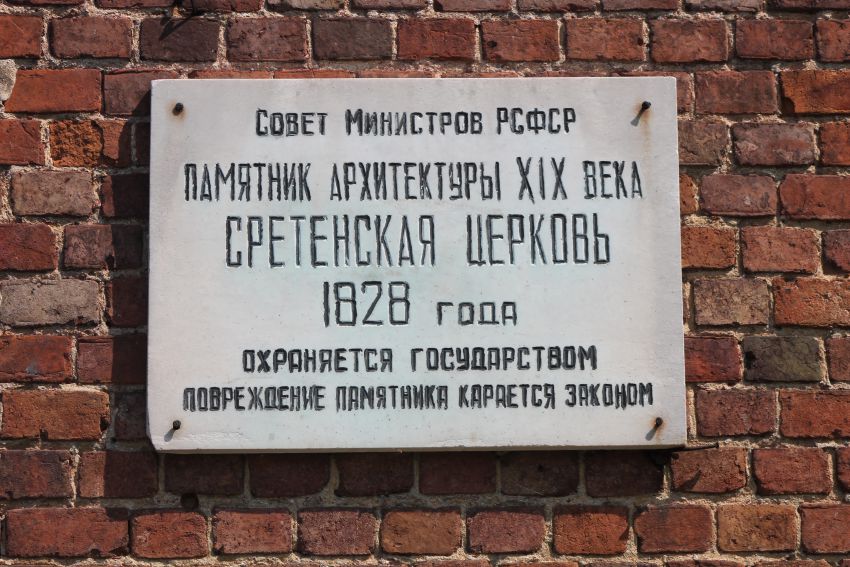 Совет Министров РСФСР
ПАМЯТНИК АРХИТЕКТУРЫ XIX ВЕКА
СРЕТЕНСКАЯ ЦЕРКОВЬ
1828 ГОДА
ОХРАНЯЕТСЯ ГОСУДАРСТВОМ
ПОВРЕЖДЕНИЕ ПАМЯТНИКА КАРАЕТСЯ ЗАКОНОМ